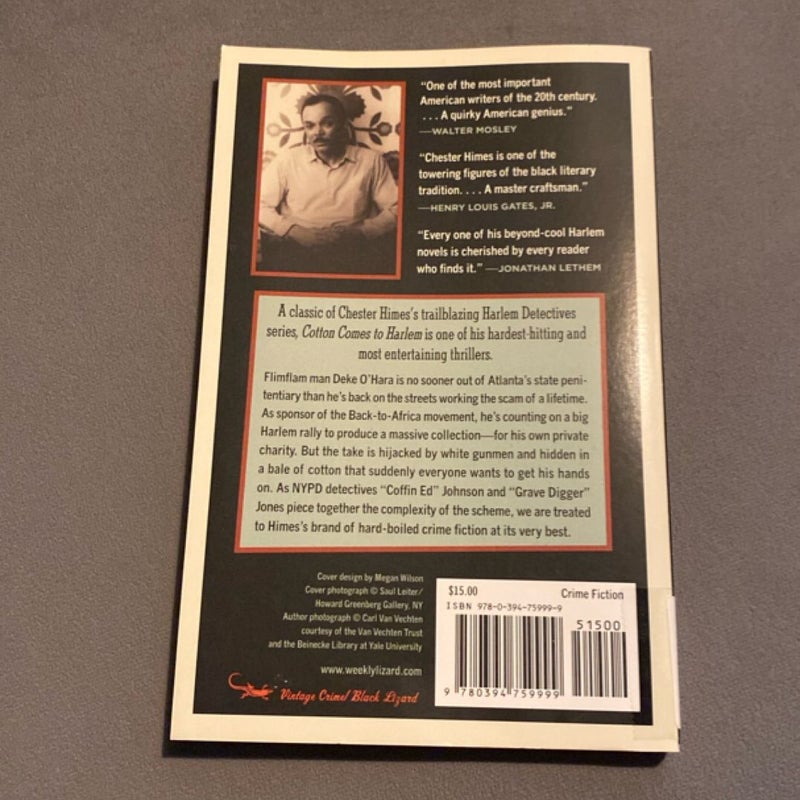 “One of the most important
American writers of the 20th century.
. . . A quirky American genius.”
—WALTER MOSLEY
“Chester Himes is one of the
towering figures of the black literary
tradition. . . . A master craftsman.”
—HENRY LOUIS GATES, JR.
“Every one of his beyond-cool Harlem
novels is cherished by every reader
who finds it.” —JONATHAN LETHEM
A classic of Chester Himes's trailblazing Harlem Detectives
series, Cotton Comes to Harlem is one of his hardest-hitting and
most entertaining thrillers.
Flimflam man Deke O'Hara is no sooner out of Atlanta's state peni-
tentiary than he's back on the streets working the scam of a lifetime.
As sponsor of the Back-to-Africa movement, he's counting on a big
Harlem rally to produce a massive collection—for his own private
charity. But the take is hijacked by white gunmen and hidden in
a bale of cotton that suddenly everyone wants to get his hands
on. As NYPD detectives “Coffin Ed” Johnson and “Grave Digger”
Jones piece together the complexity of the scheme, we are treated
to Himes's brand of hard-boiled crime fiction at its very best.
Cover design by Megan Wilson
Cover photograph © Saul Leiter/
Howard Greenberg Gallery, NY
Author photograph © Carl Van Vechten
courtesy of the Van Vechten Trust
and the Beinecke Library at Yale University
www.weeklylizard.com
Vintage Crime/Black Lizard
$15.00 Crime Fiction
ISBN 978-0-394-75999-9
51500
9 780394 759999